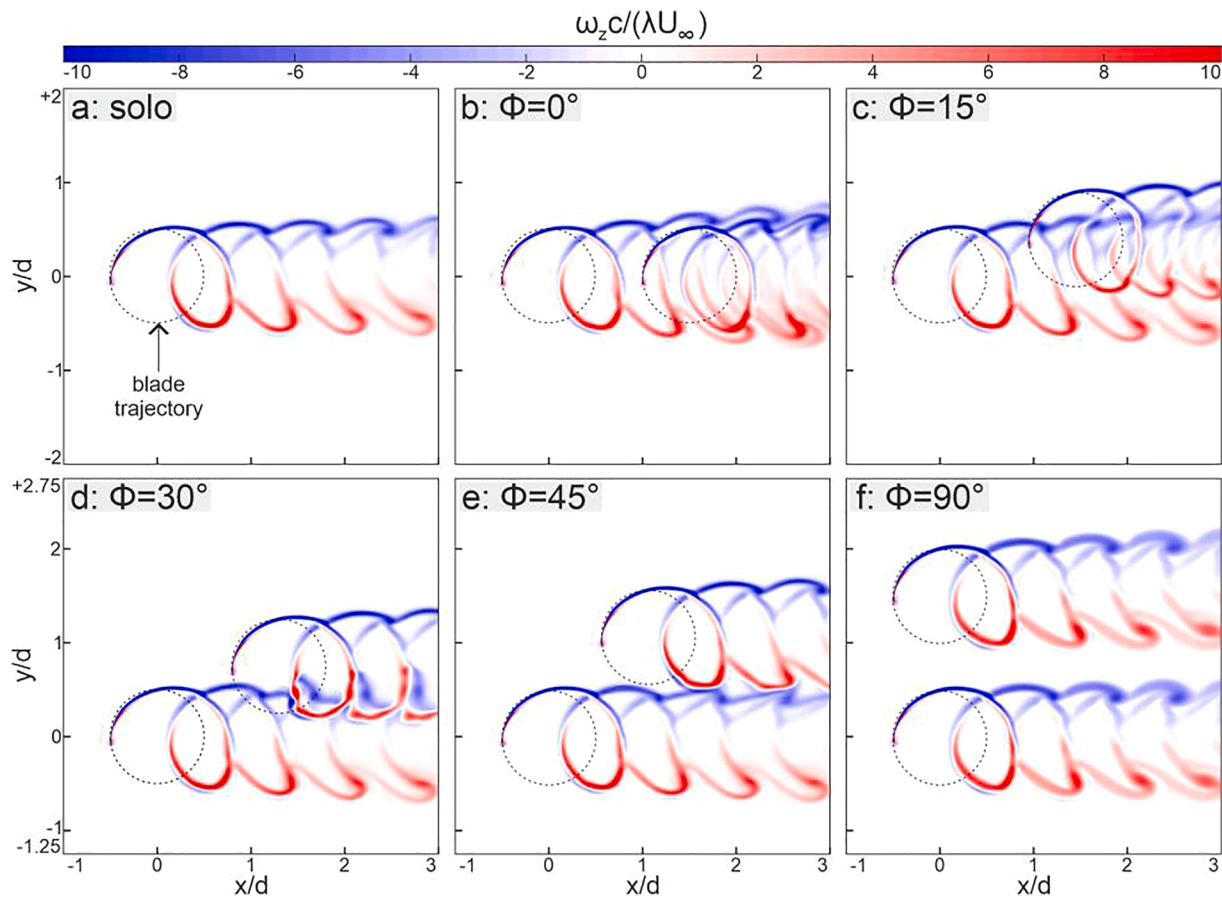 ω_z c/(λU_∞)
-10 -8 -6 -4 -2 0 2 4 6 8 10
a: solo
b: Φ=0°
c: Φ=15°
+2
1
y/d
0
-1
-2
blade
trajectory
d: Φ=30°
e: Φ=45°
f: Φ=90°
+2.75
2
1
y/d
0
-1
-1.25
-1 0 1 2 3
-1 0 1 2 3
-1 0 1 2 3
x/d
x/d
x/d